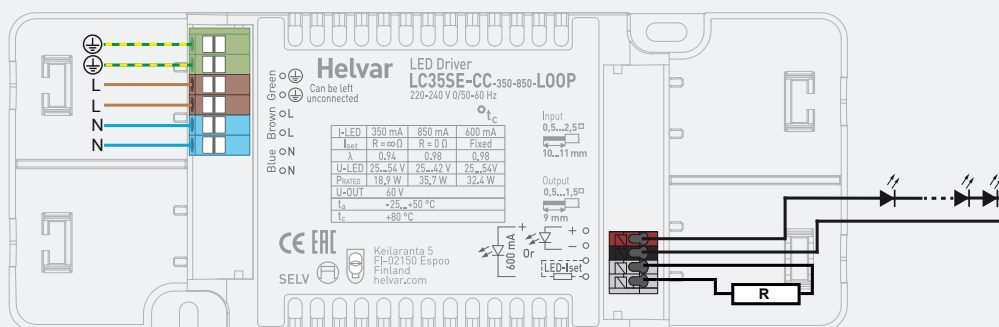 L
L
N
N
Green
Brown
Blue
L
L
N
N
Helvar
Can be left
unconnected
LED Driver
LC35SE-CC-350-850-LOOP
220-240 V 0/50-60 Hz
tc
I-LED 350 mA 850 mA 600 mA
Iset R = ∞ Ω R = 0 Ω Fixed
λ 0.94 0.98 0,98
U-LED 25...54 V 25...42 V 25...54V
PRATED 18,9 W 35,7 W 32.4 W
U-OUT 60 V
ta -25...+50 °C
tc +80 °C
Input
0,5...2,5
10...11 mm
Output
0,5...1,5
9 mm
CE EAC
SELV
Keilaranta 5
FI-02150 Espoo
Finland
helvar.com
600 mA
+
Or
+
−
LED-Iset
R